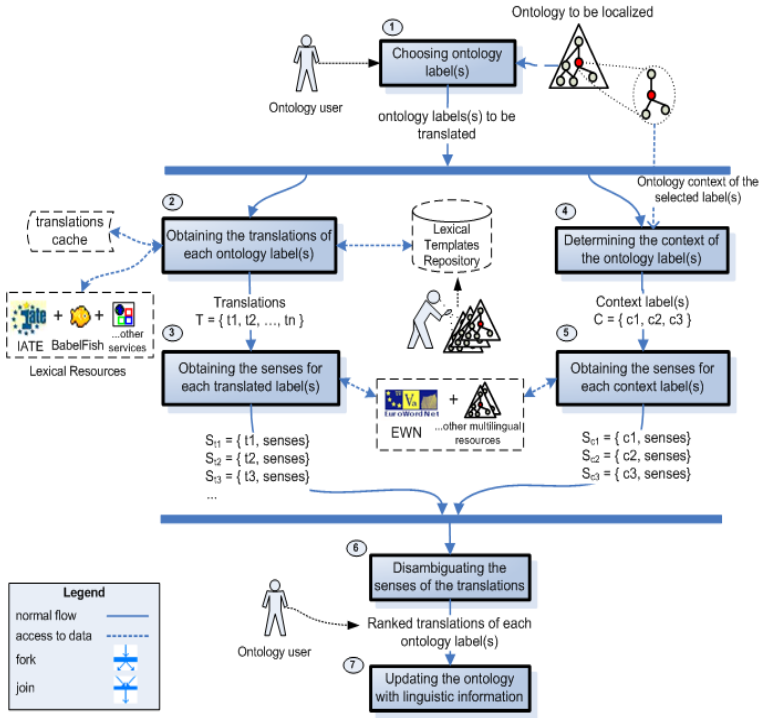 Ontology to be localized
1
Choosing ontology
label(s)
Ontology user
ontology labels(s) to be
translated
Ontology context of the
selected label(s)
2
Obtaining the translations of
each ontology label(s)
translations
cache
Lexical
Templates
Repository
4
Determining the context of
the ontology label(s)
Iate
IATE
+
BabelFish
+
...other
services
Lexical Resources
Translations
T = { t1, t2, …, tn }
Context label(s)
C = { c1, c2, c3 }
3
Obtaining the senses for
each translated label(s)
5
Obtaining the senses for
each context label(s)
EuroWordNet
EWN
+
...other multilingual
resources
St1 = { t1, senses}
St2 = { t2, senses}
St3 = { t3, senses}
...
Sc1 = { c1, senses}
Sc2 = { c2, senses}
Sc3 = { c3, senses}
6
Disambiguating the
senses of the translations
Ontology user
Ranked translations of each
ontology label(s)
7
Updating the ontology
with linguistic information
Legend
normal flow
access to data
fork
join